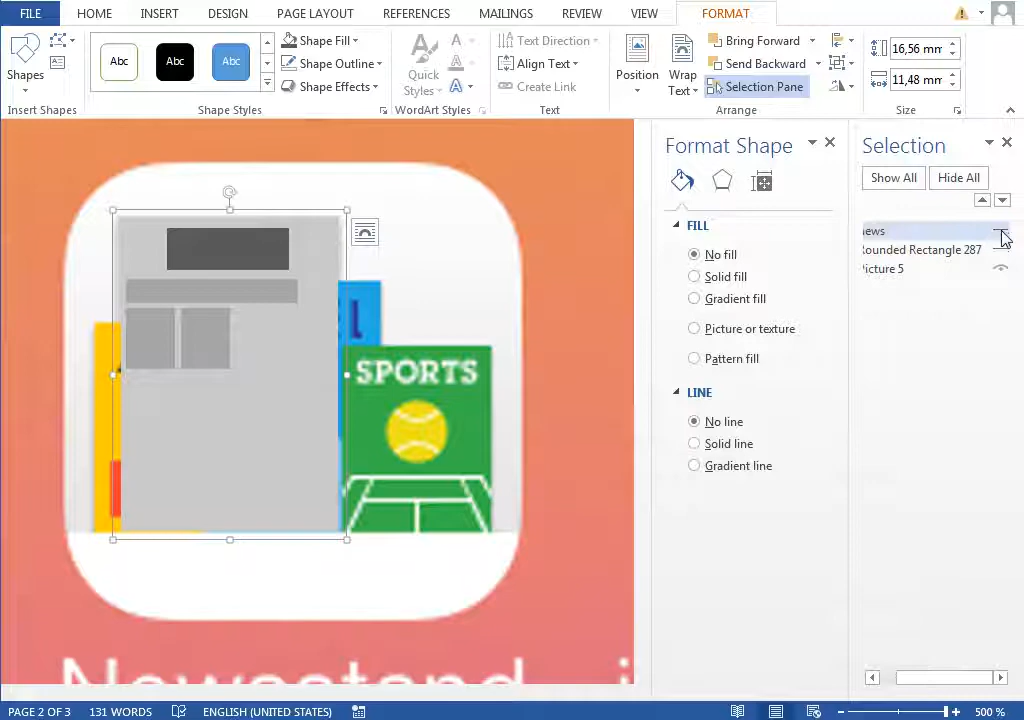 FILE HOME INSERT DESIGN PAGE LAYOUT REFERENCES MAILINGS REVIEW VIEW FORMAT
Shapes
Insert Shapes
Abc Abc Abc
Shape Fill
Shape Outline
Shape Effects
Shape Styles
Quick
Styles
WordArt Styles
Text Direction
Align Text
Create Link
Text
Position
Wrap
Text
Bring Forward
Send Backward
Selection Pane
Arrange
16,56 mm
11,48 mm
Size
SPORTS
Newsstand
Format Shape
FILL
No fill
Solid fill
Gradient fill
Picture or texture
Pattern fill
LINE
No line
Solid line
Gradient line
Selection
Show All Hide All
news
Rounded Rectangle 287
Picture 5
PAGE 2 OF 3 131 WORDS ENGLISH (UNITED STATES) 500 %